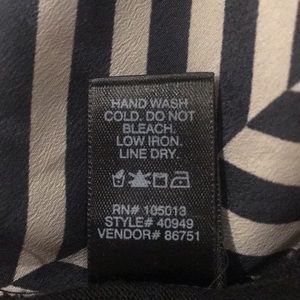 HAND WASH
COLD. DO NOT
BLEACH.
LOW IRON.
LINE DRY.
RN# 105013
STYLE# 40949
VENDOR# 86751